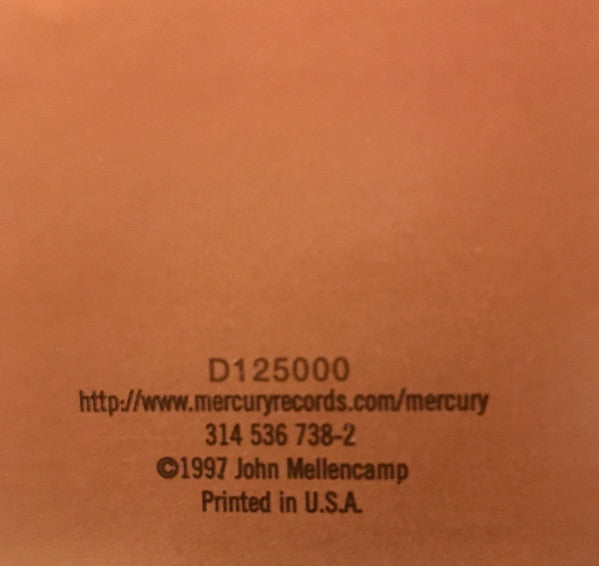 D125000
http://www.mercuryrecords.com/mercury
314 536 738-2
©1997 John Mellencamp
Printed in U.S.A.